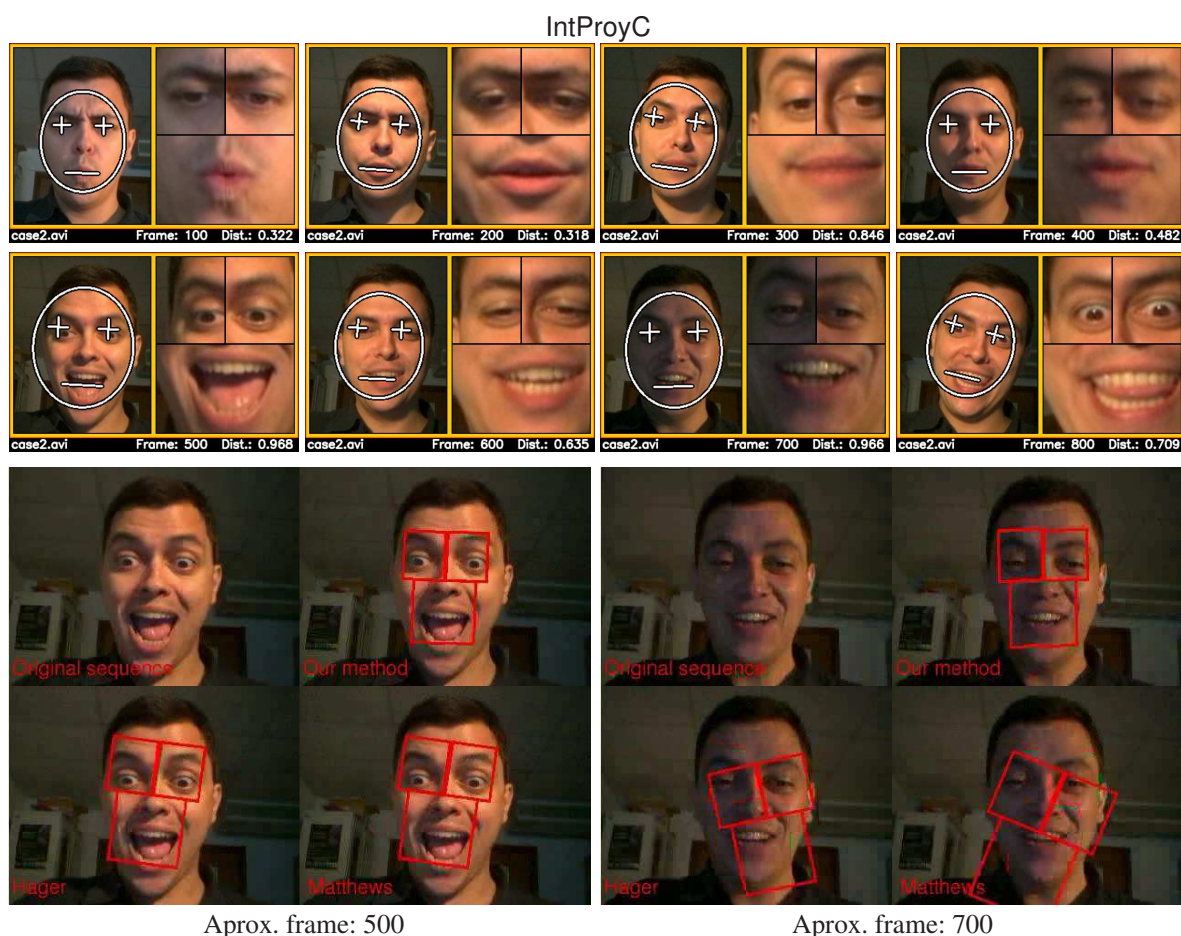 IntProyC
case2.avi Frame: 100 Dist.: 0.322
case2.avi Frame: 200 Dist.: 0.318
case2.avi Frame: 300 Dist.: 0.846
case2.avi Frame: 400 Dist.: 0.482
case2.avi Frame: 500 Dist.: 0.968
case2.avi Frame: 600 Dist.: 0.635
case2.avi Frame: 700 Dist.: 0.966
case2.avi Frame: 800 Dist.: 0.709
Original sequence
Our method
Original sequence
Our method
Hager
Matthews
Hager
Matthews
Aprox. frame: 500
Aprox. frame: 700